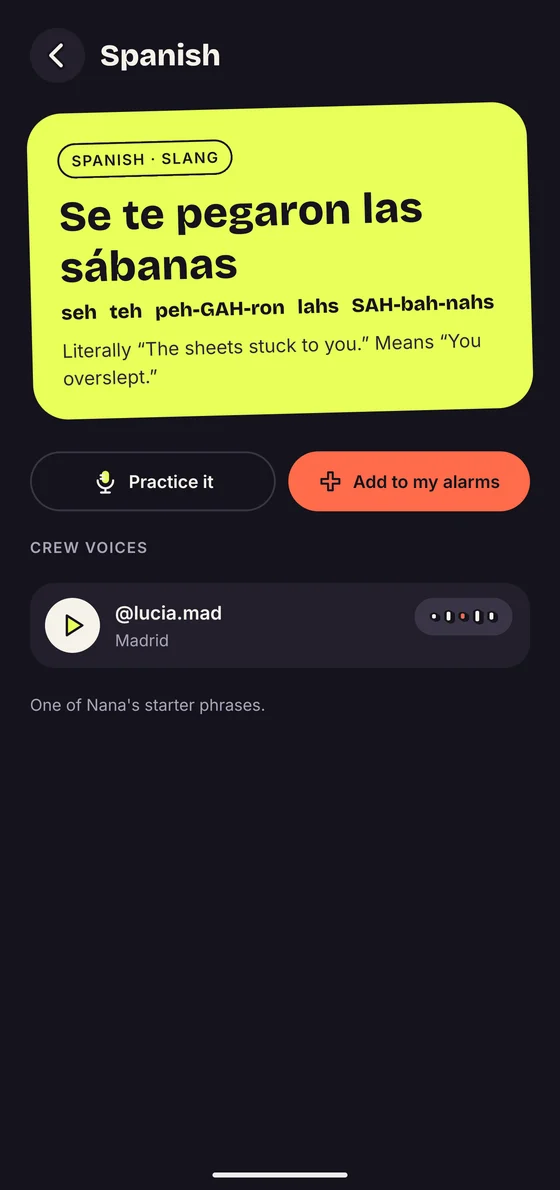 Spanish
SPANISH · SLANG
Se te pegaron las
sábanas
seh teh peh-GAH-ron lahs SAH-bah-nahs
Literally “The sheets stuck to you.” Means “You
overslept.”
Practice it
Add to my alarms
CREW VOICES
@lucia.mad
Madrid
One of Nana's starter phrases.